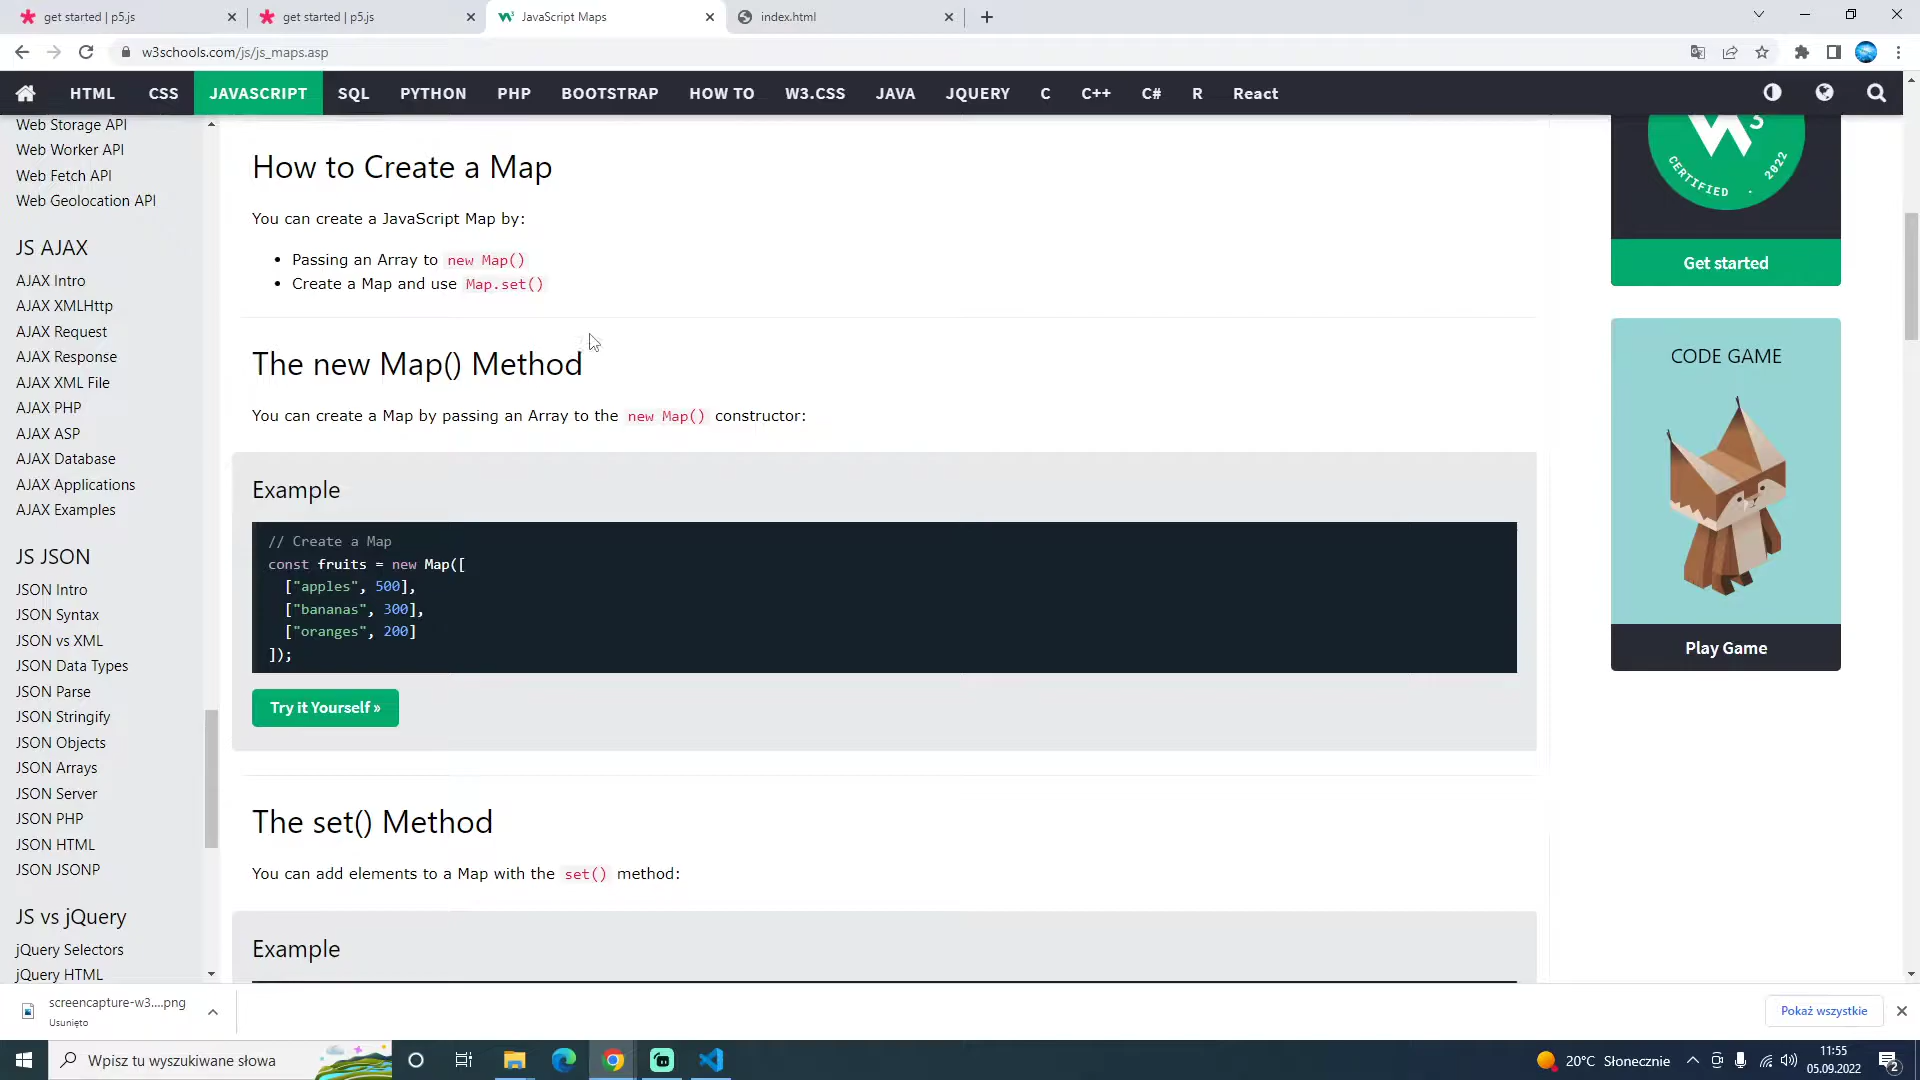 get started | p5.js
get started | p5.js
JavaScript Maps
index.html
w3schools.com/js/js_maps.asp
HTML CSS JAVASCRIPT SQL PYTHON PHP BOOTSTRAP HOW TO W3.CSS JAVA JQUERY C C++ C# R React
Web Storage API
Web Worker API
Web Fetch API
Web Geolocation API
JS AJAX
AJAX Intro
AJAX XMLHttp
AJAX Request
AJAX Response
AJAX XML File
AJAX PHP
AJAX ASP
AJAX Database
AJAX Applications
AJAX Examples
JS JSON
JSON Intro
JSON Syntax
JSON vs XML
JSON Data Types
JSON Parse
JSON Stringify
JSON Objects
JSON Arrays
JSON Server
JSON PHP
JSON HTML
JSON JSONP
JS vs jQuery
jQuery Selectors
jQuery HTML
How to Create a Map
You can create a JavaScript Map by:
• Passing an Array to new Map()
• Create a Map and use Map.set()
The new Map() Method
You can create a Map by passing an Array to the new Map() constructor:
Example
// Create a Map
const fruits = new Map([
["apples", 500],
["bananas", 300],
["oranges", 200]
]);
Try it Yourself »
The set() Method
You can add elements to a Map with the set() method:
Example
W3
CERTIFIED . 2022
Get started
CODE GAME
Play Game
screencapture-w3....png
Usunięto
Pokaż wszystkie
Wpisz tu wyszukiwane słowa
20°C Słonecznie
11:55
05.09.2022
2